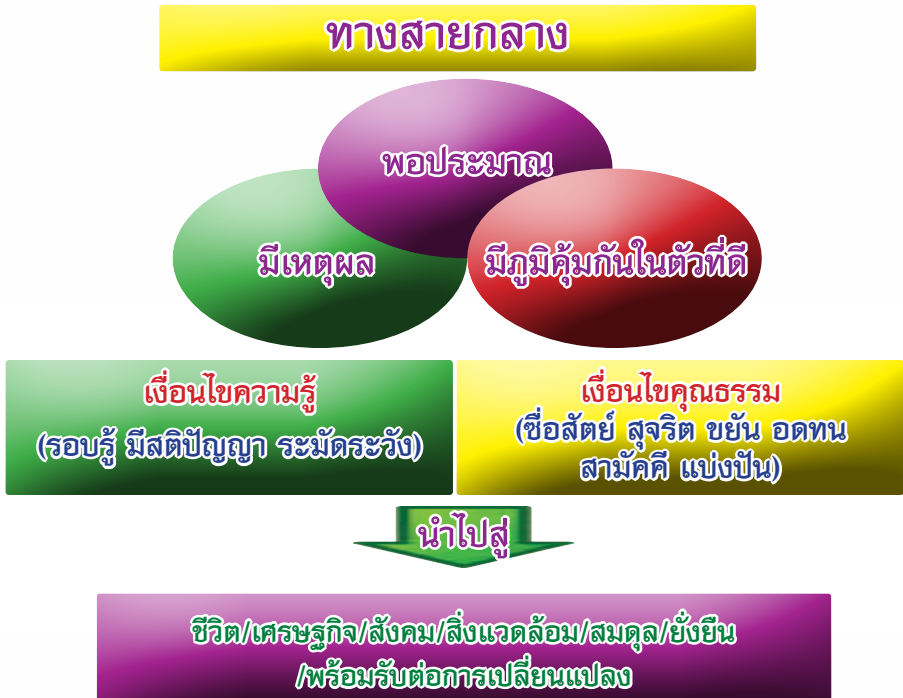 ทางสายกลาง
พอประมาณ
มีเหตุผล
มีภูมิคุ้มกันในตัวที่ดี
เงื่อนไขความรู้
(รอบรู้ มีสติปัญญา ระมัดระวัง)
เงื่อนไขคุณธรรม
(ซื่อสัตย์ สุจริต ขยัน อดทน
สามัคคี แบ่งปัน)
นำไปสู่
ชีวิต/เศรษฐกิจ/สังคม/สิ่งแวดล้อม/สมดุล/ยั่งยืน
/พร้อมรับต่อการเปลี่ยนแปลง